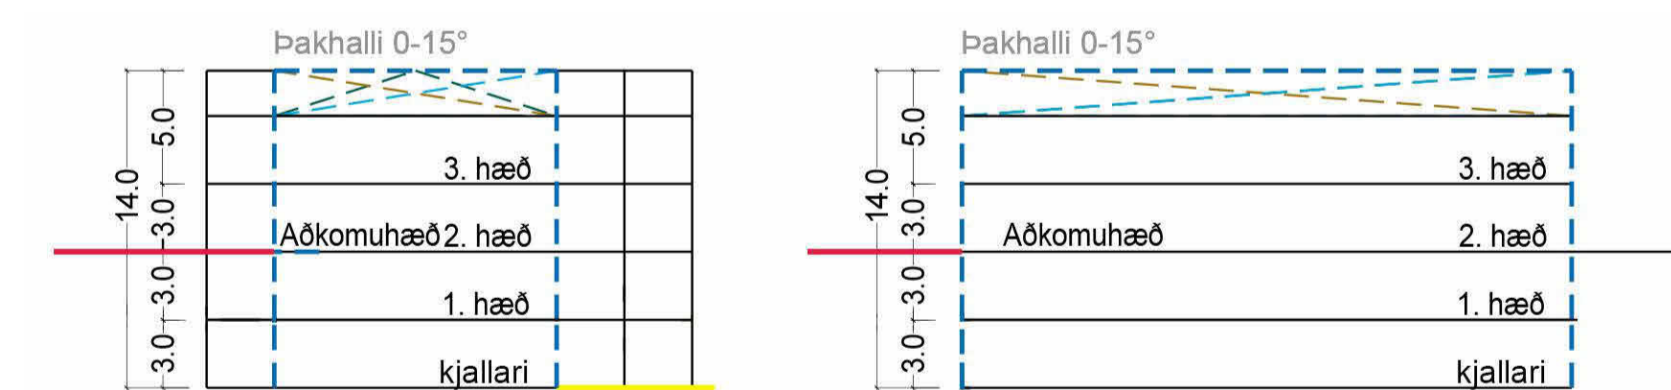 Þakhalli 0-15°
5.0
3. hæð
14.0
3.0
Aðkomuhæð 2. hæð
3.0
1. hæð
3.0
kjallari
Þakhalli 0-15°
5.0
3. hæð
14.0
3.0
Aðkomuhæð 2. hæð
3.0
1. hæð
3.0
kjallari